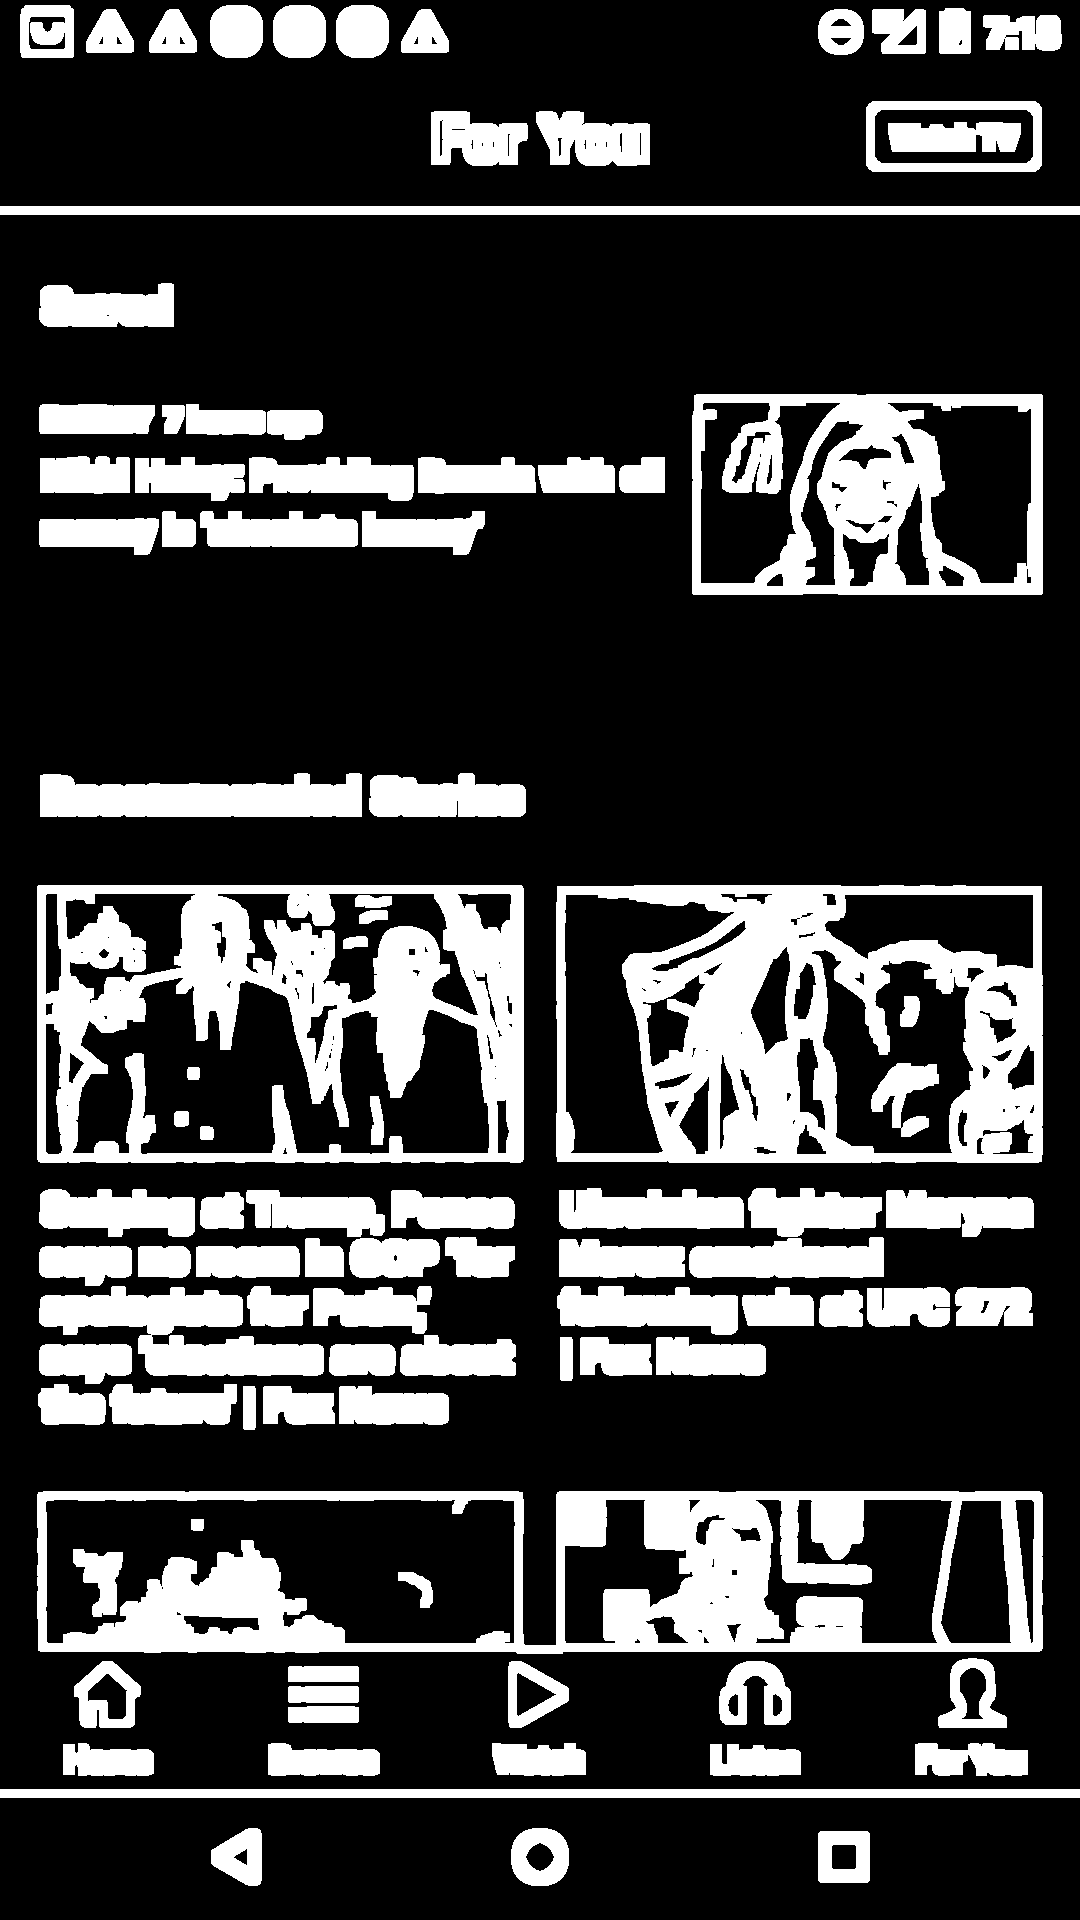 7:18
For You
Watch TV
Saved
7 hours ago
Nikki Haley: Providing Russia with oil
money is 'absolute lunacy'
Recommended Stories
Sniping at Trump, Pence
says no room in GOP 'for
apologists for Putin,'
says 'elections are about
the future' | Fox News
Ukrainian fighter Maryna
Moroz emotional
following win at UFC 272
| Fox News
Home
Browse
Watch
Listen
For You